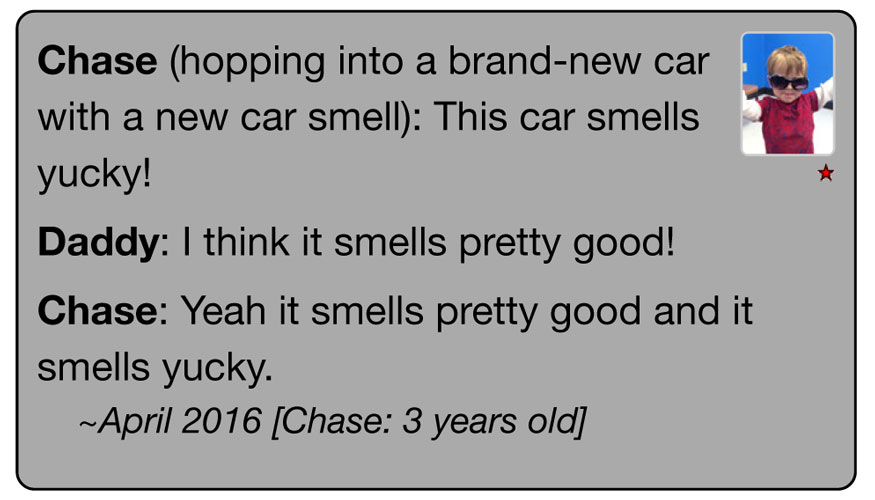 Chase (hopping into a brand-new car
with a new car smell): This car smells
yucky!
Daddy: I think it smells pretty good!
Chase: Yeah it smells pretty good and it
smells yucky.
~April 2016 [Chase: 3 years old]